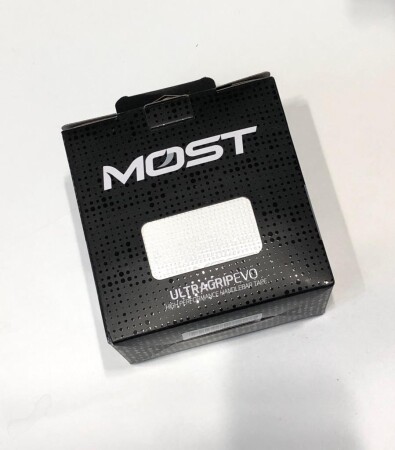 MOST
ULTRAGRIPEVO
HIGH PERFORMANCE HANDLEBAR TAPE